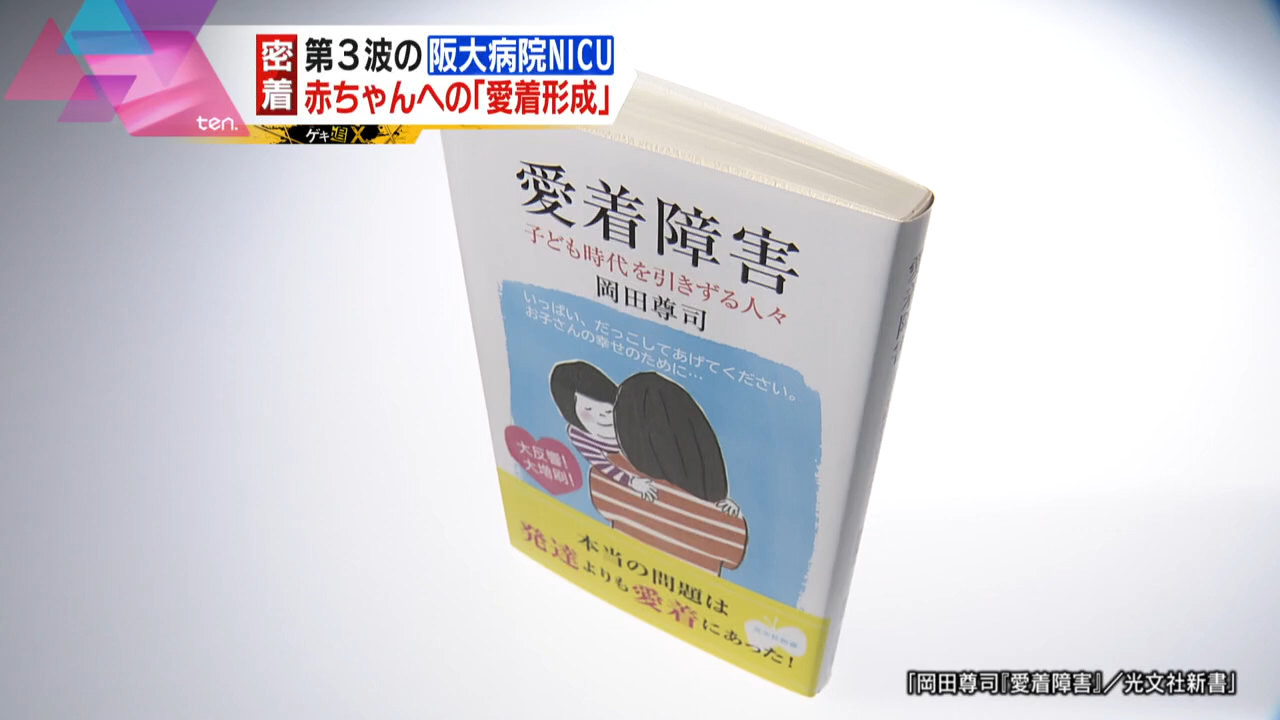 密着
第3波の阪大病院NICU
赤ちゃんへの「愛着形成」
ten.
ゲキ追X
愛着障害
子ども時代を引きずる人々
岡田尊司
いっぱい、だっこしてあげてください。
お子さんの幸せのために…
大反響!
大増刷!
本当の問題は
発達よりも愛着にあった!
「岡田尊司『愛着障害』/光文社新書」